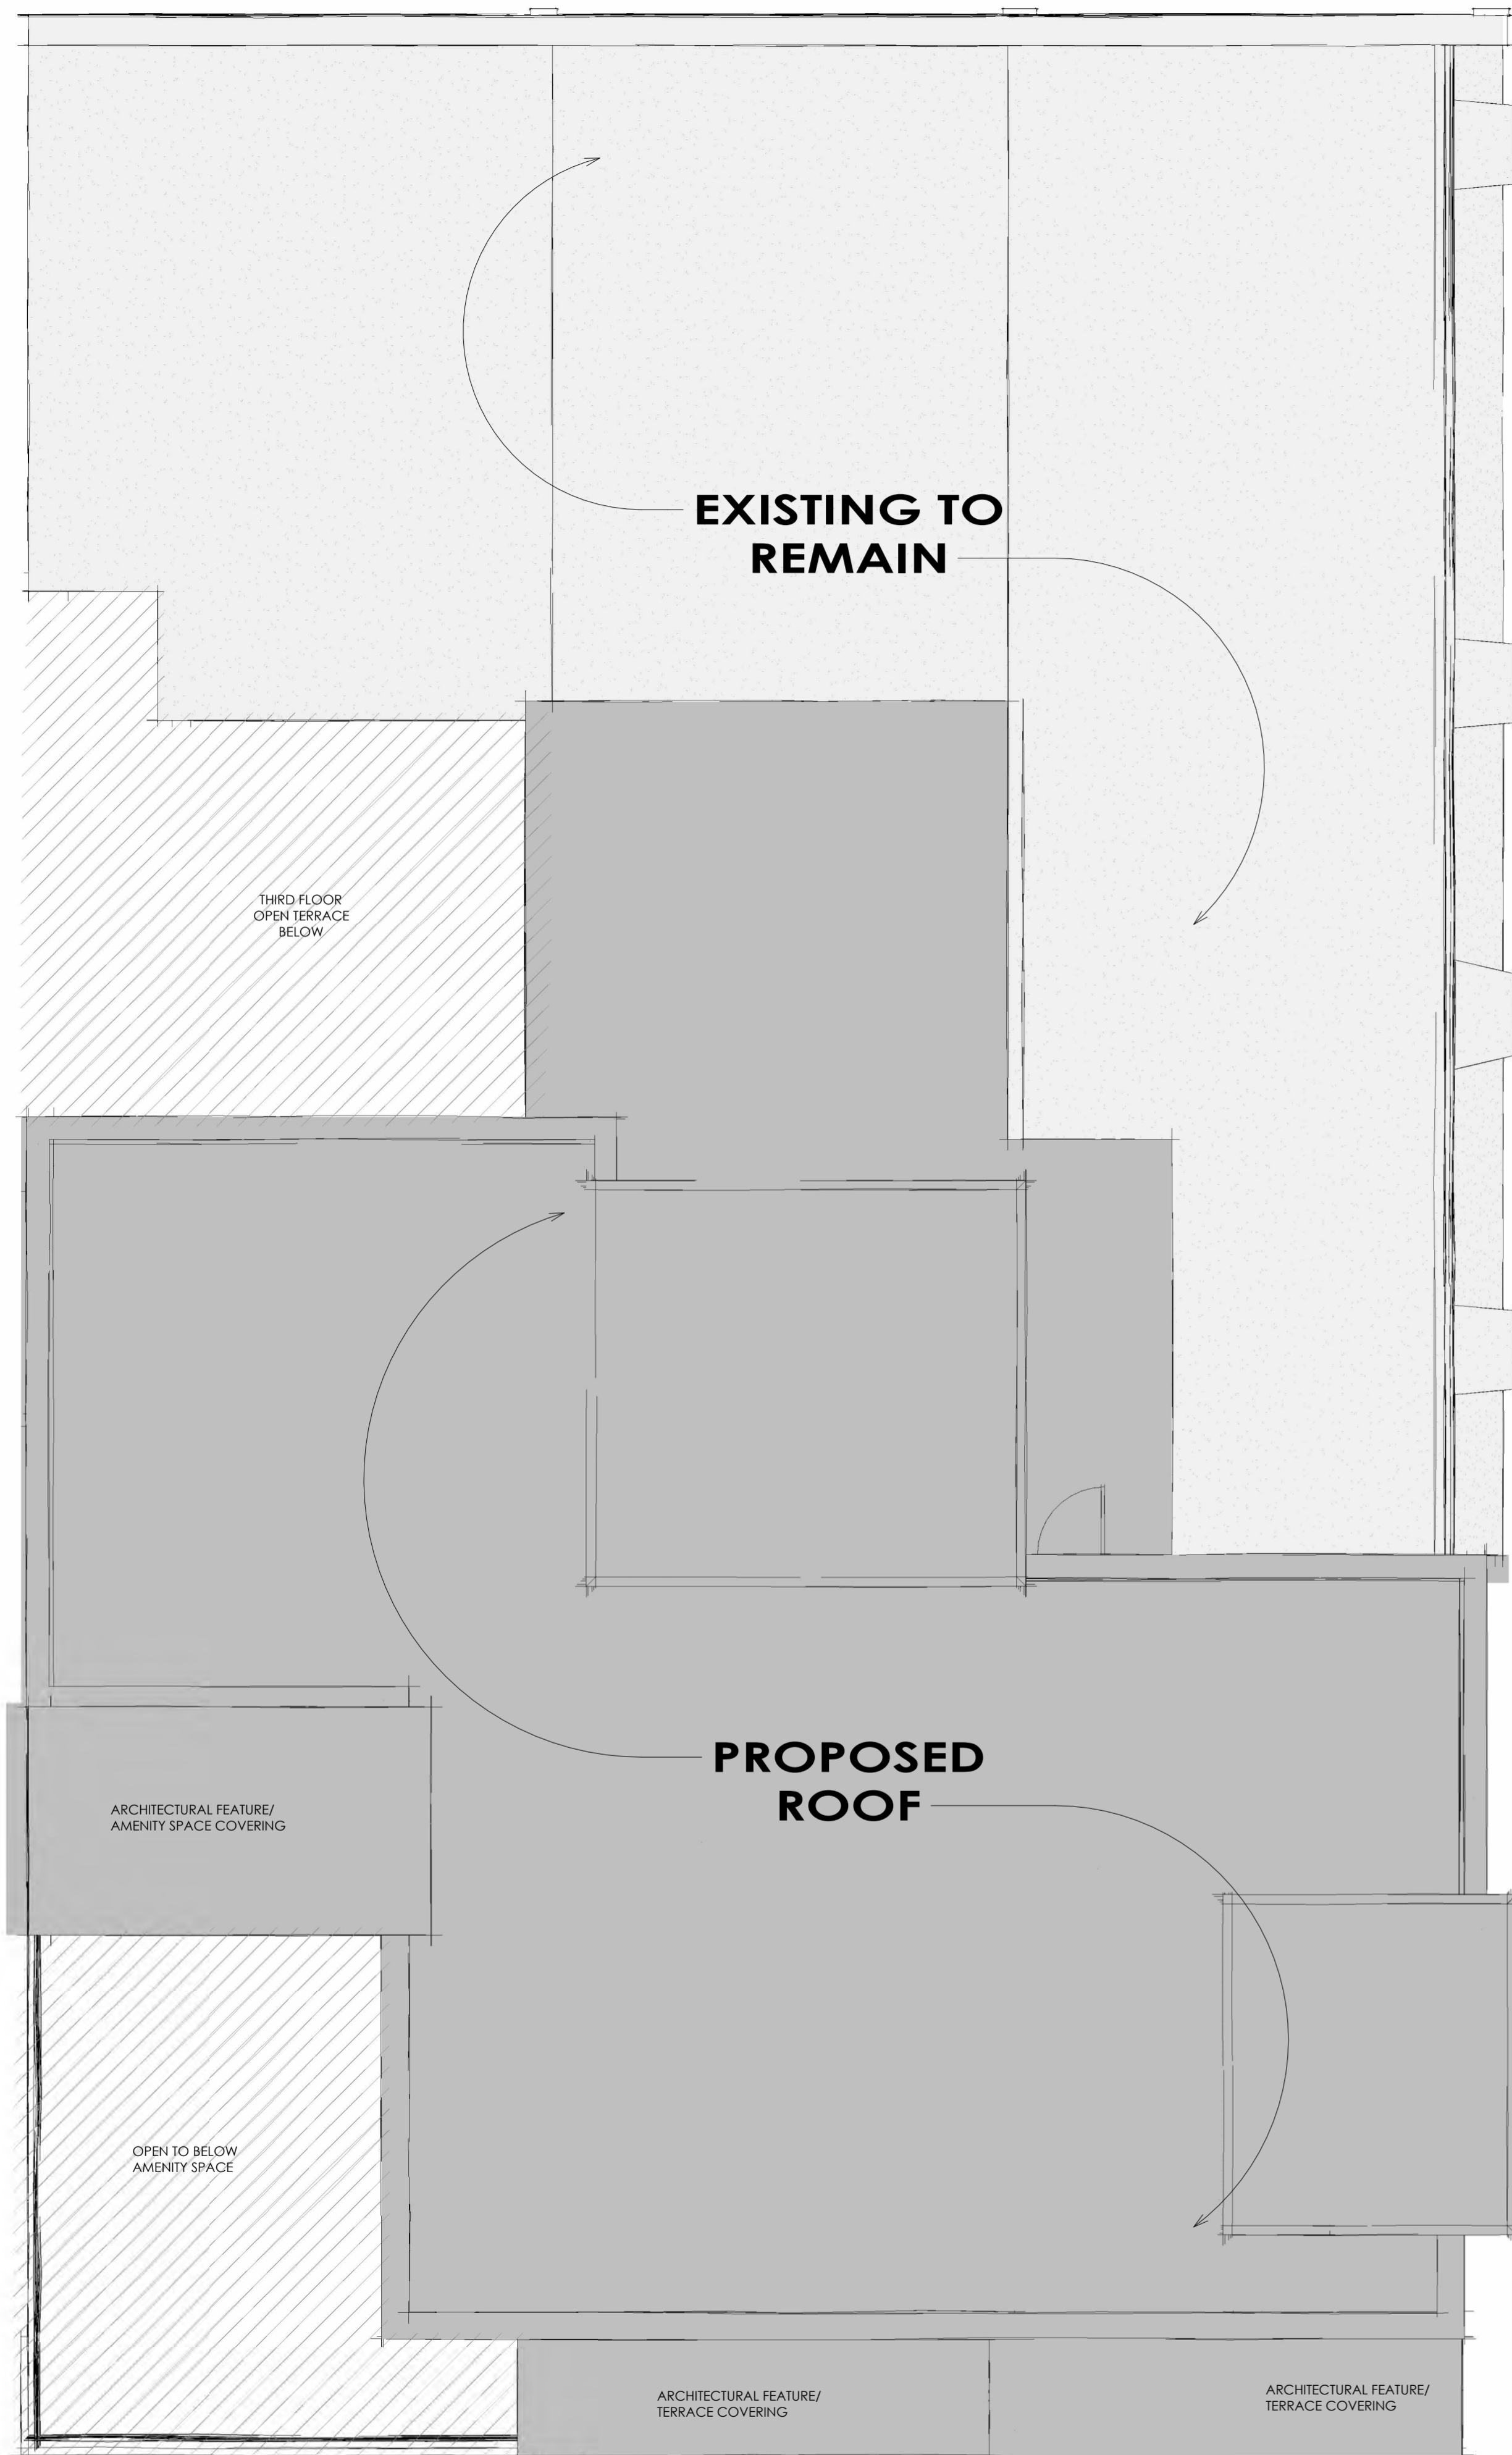 EXISTING TO
REMAIN
THIRD FLOOR
OPEN TERRACE
BELOW
PROPOSED
ROOF
ARCHITECTURAL FEATURE/
AMENITY SPACE COVERING
OPEN TO BELOW
AMENITY SPACE
ARCHITECTURAL FEATURE/
TERRACE COVERING
ARCHITECTURAL FEATURE/
TERRACE COVERING